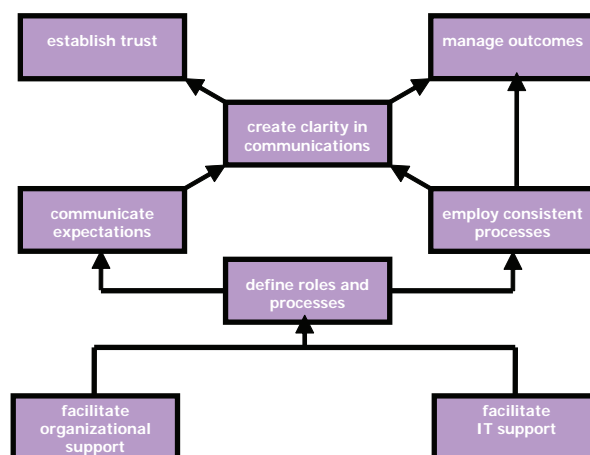 establish trust
manage outcomes
create clarity in
communications
communicate
expectations
employ consistent
processes
define roles and
processes
facilitate
organizational
support
facilitate
IT support